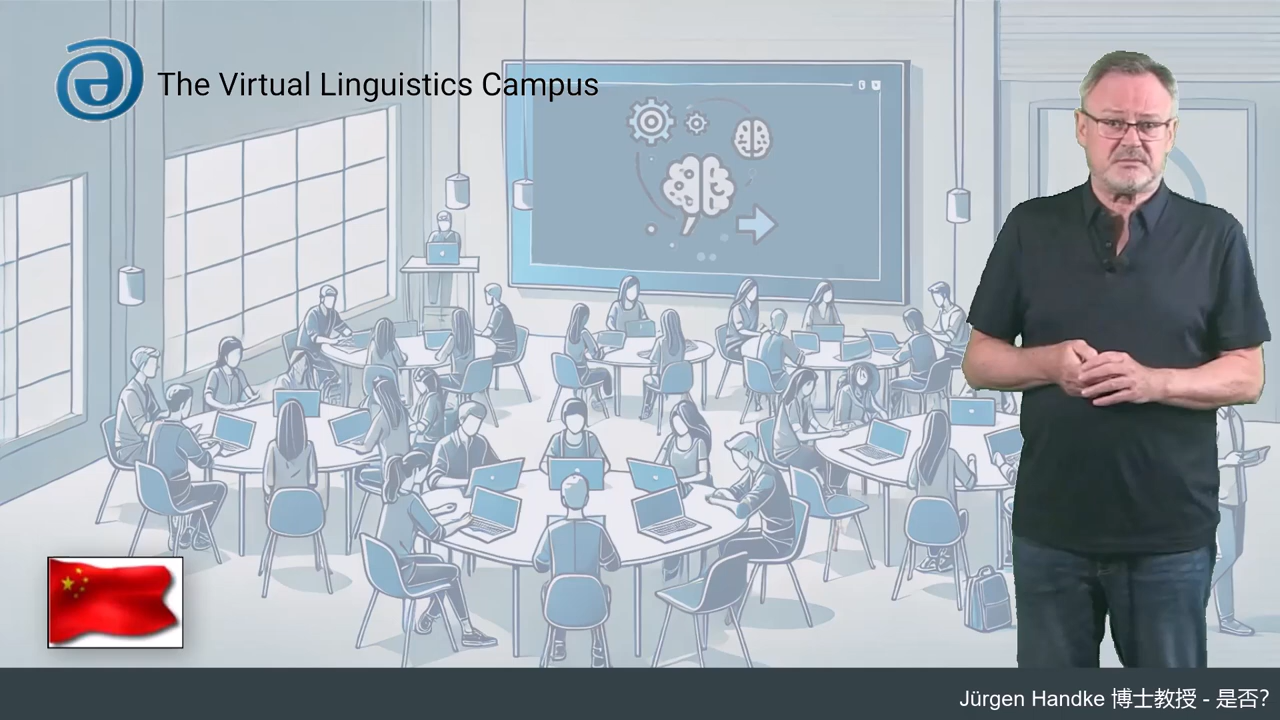 The Virtual Linguistics Campus
Jürgen Handke 博士教授 - 是否?